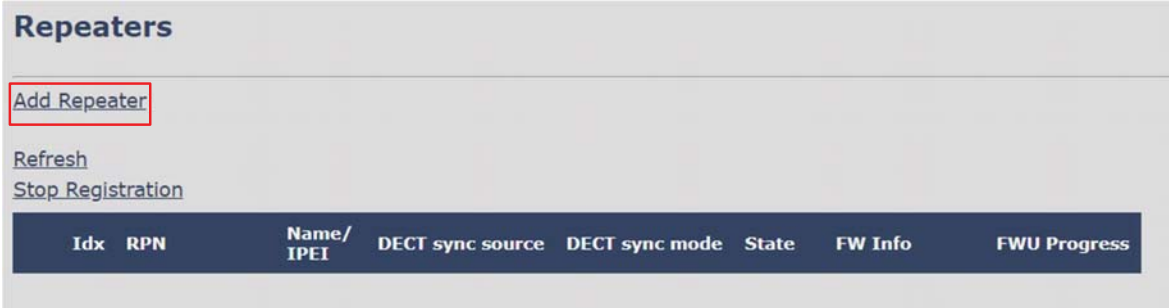 Repeaters
Add Repeater
Refresh
Stop Registration
Idx RPN Name/ IPEI DECT sync source DECT sync mode State FW Info FWU Progress